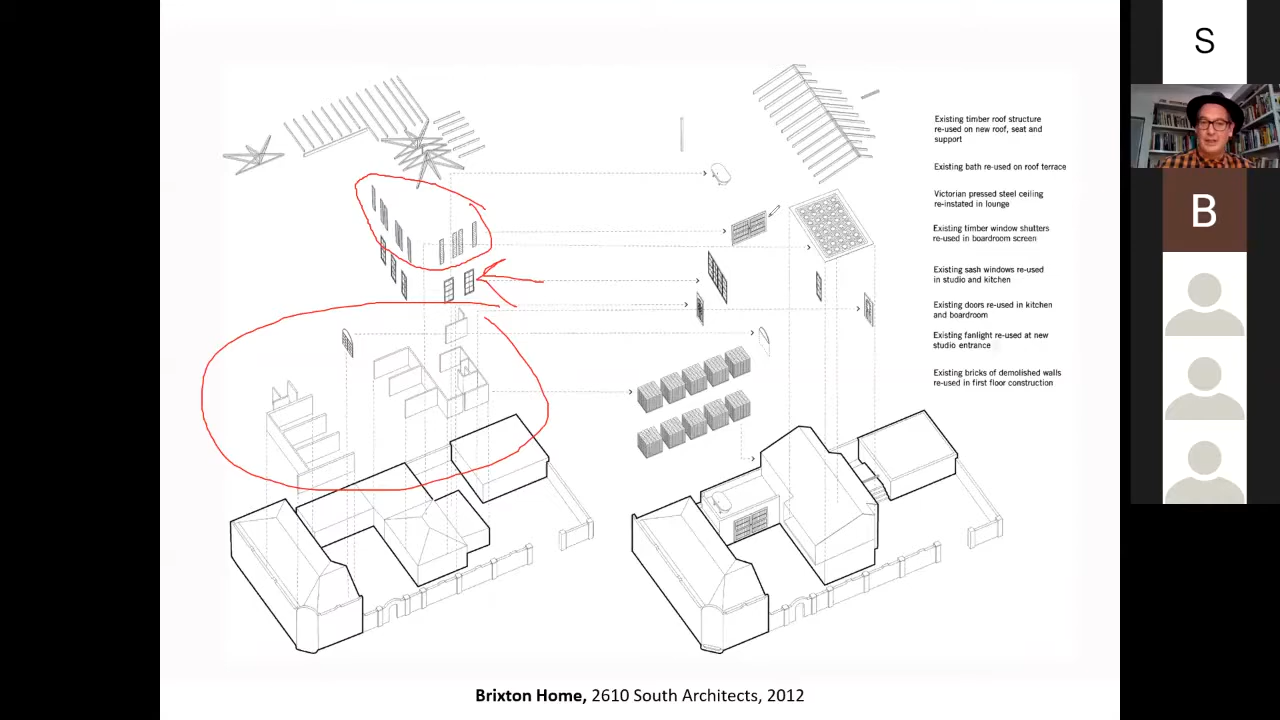 Existing timber roof structure
re-used on new roof, seat and
support
Existing bath re-used on roof terrace
Victorian pressed steel ceiling
re-instated in lounge
Existing timber window shutters
re-used in boardroom screen
Existing sash windows re-used
in studio and kitchen
Existing doors re-used in kitchen
and boardoom
Existing fanlight re-used at new
studio entrance
Existing bricks of demolished walls
re-used in first floor construction
Brixton Home, 2610 South Architects, 2012
S
B